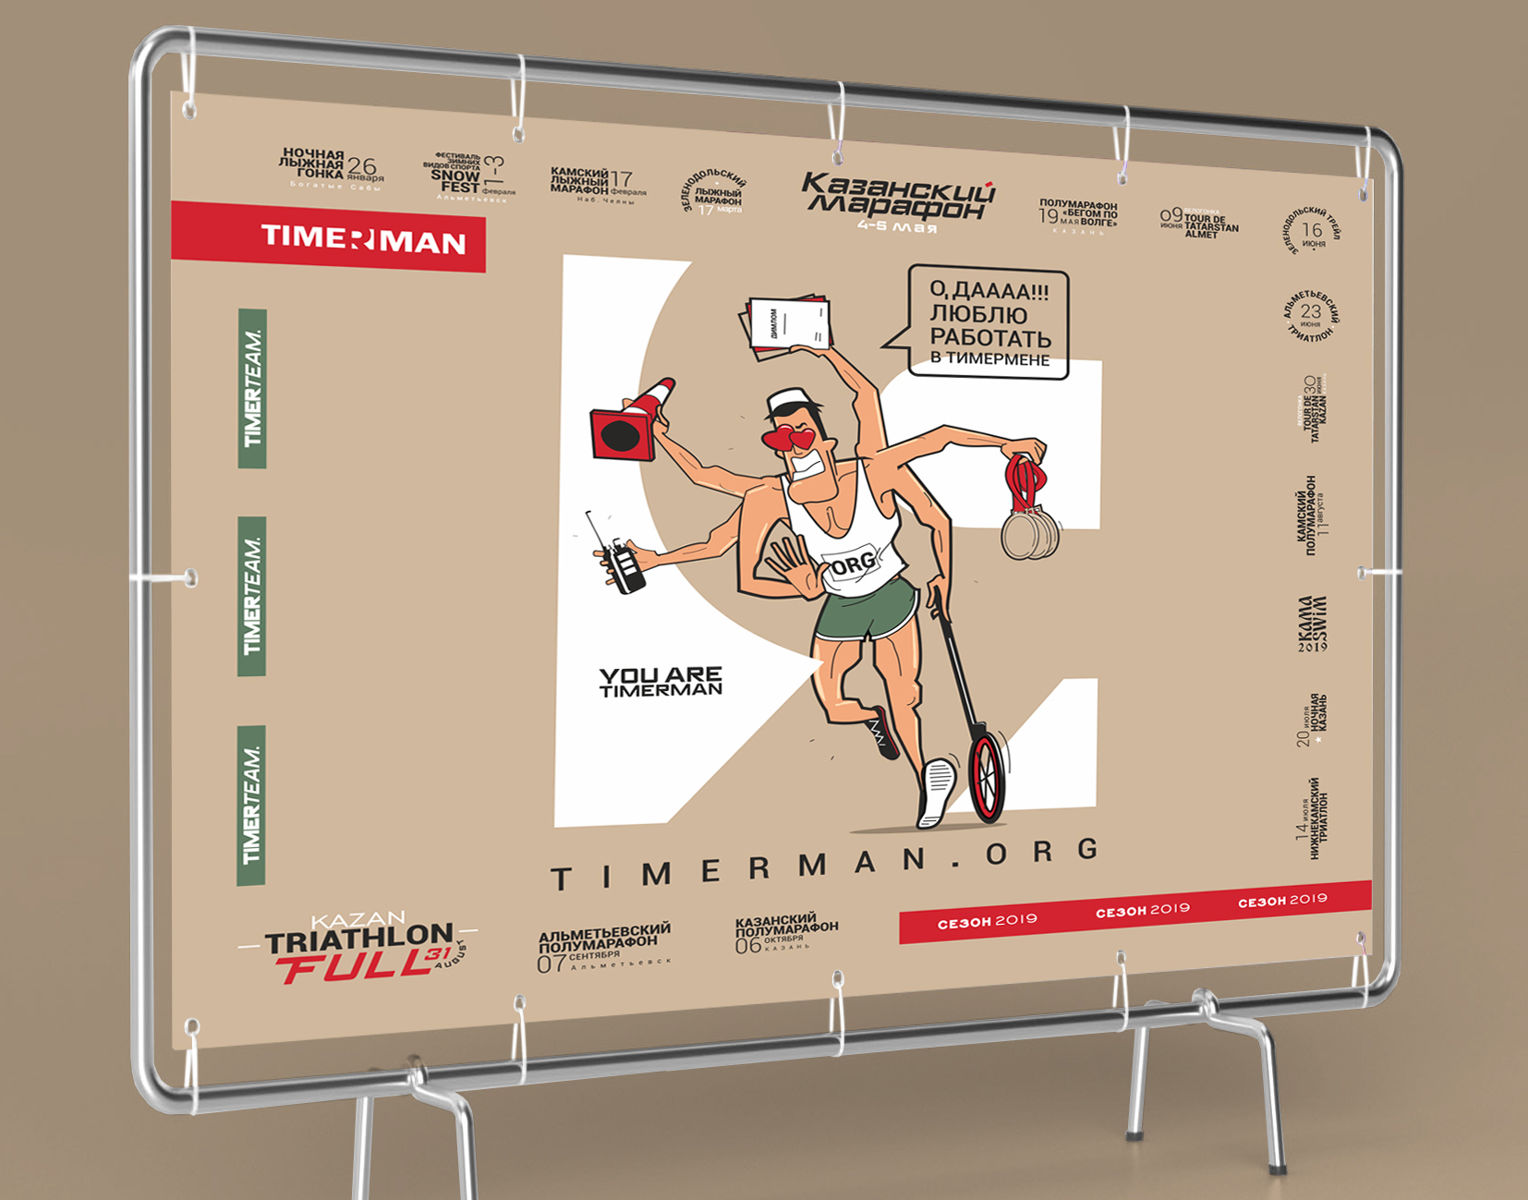 НОЧНАЯ
ЛЫЖНАЯ
ГОНКА
26
января
Богатые Сабы
ФЕСТИВАЛЬ
ЗИМНИХ
ВИДОВ СПОРТА
SNOW
FEST
1-3
февраля
Альметьевск
КАМСКИЙ
ЛЫЖНЫЙ
МАРАФОН
17
февраля
Наб. Челны
ЗЕЛЕНОДОЛЬСКИЙ
ЛЫЖНЫЙ
МАРАФОН
17 марта
Казанский
Марафон
4-5 мая
ПОЛУМАРАФОН
19 МАЯ
«БЕГОМ ПО
ВОЛГЕ»
КАЗАНЬ
09
ИЮНЯ
ВЕЛОГОНКА
TOUR DE
TATARSTAN
ALMET
ЗЕЛЕНОДОЛЬСКИЙ ТРЕЙЛ
16
ИЮНЯ
TIMERMAN
АЛЬМЕТЬЕВСКИЙ
23
ИЮНЯ
ТРИАТЛОН
О, ДАААА!!!
ЛЮБЛЮ
РАБОТАТЬ
В ТИМЕРМЕНЕ
ДИПЛОМ
ORG
TIMERTEAM.
TIMERTEAM.
TIMERTEAM.
YOU ARE
TIMERMAN
ВЕЛОГОНКА
TOUR DE
TATARSTAN
KAZAN
30
ИЮНЯ
КАМСКИЙ
ПОЛУМАРАФОН
11 августа
КАМА
SWIM
2019
20 июля
НОЧНАЯ
КАЗАНЬ
14 июля
НИЖНЕКАМСКИЙ
ТРИАТЛОН
TIMERMAN.ORG
KAZAN
TRIATHLON
FULL
31
AUGUST
АЛЬМЕТЬЕВСКИЙ
ПОЛУМАРАФОН
07 СЕНТЯБРЯ
Альметьевск
КАЗАНСКИЙ
ПОЛУМАРАФОН
06 ОКТЯБРЯ
КАЗАНЬ
СЕЗОН 2019
СЕЗОН 2019
СЕЗОН 2019